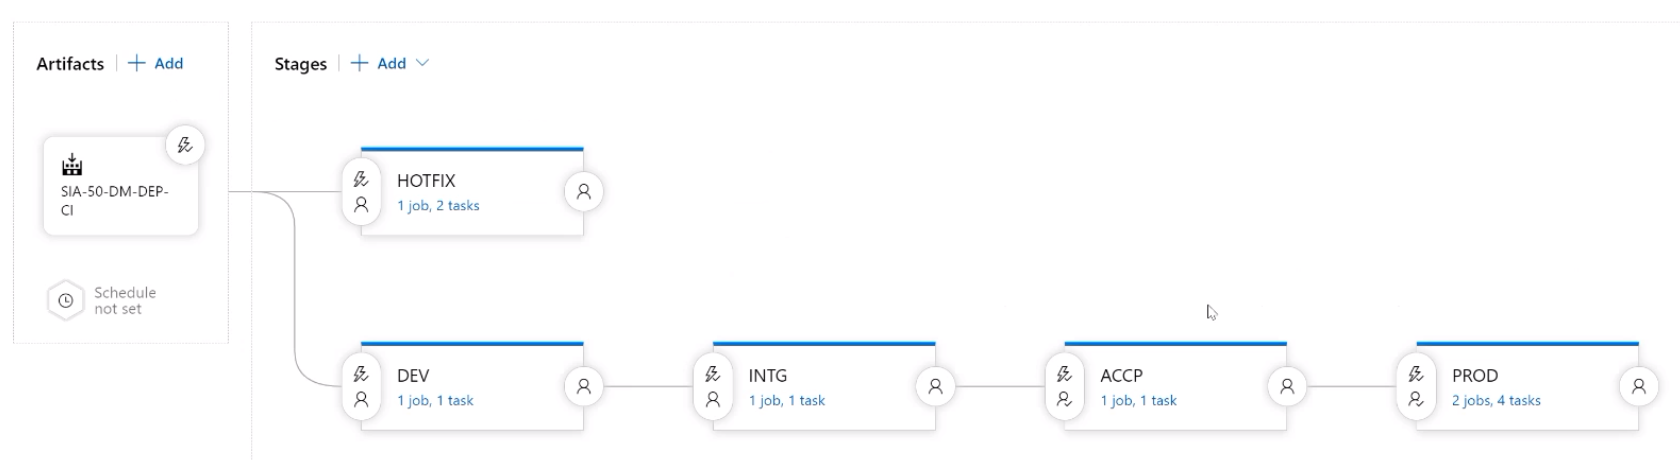 Artifacts
Add
Stages
Add
SIA-50-DM-DEP-
CI
Schedule
not set
HOTFIX
1 job, 2 tasks
DEV
1 job, 1 task
INTG
1 job, 1 task
ACCP
1 job, 1 task
PROD
2 jobs, 4 tasks